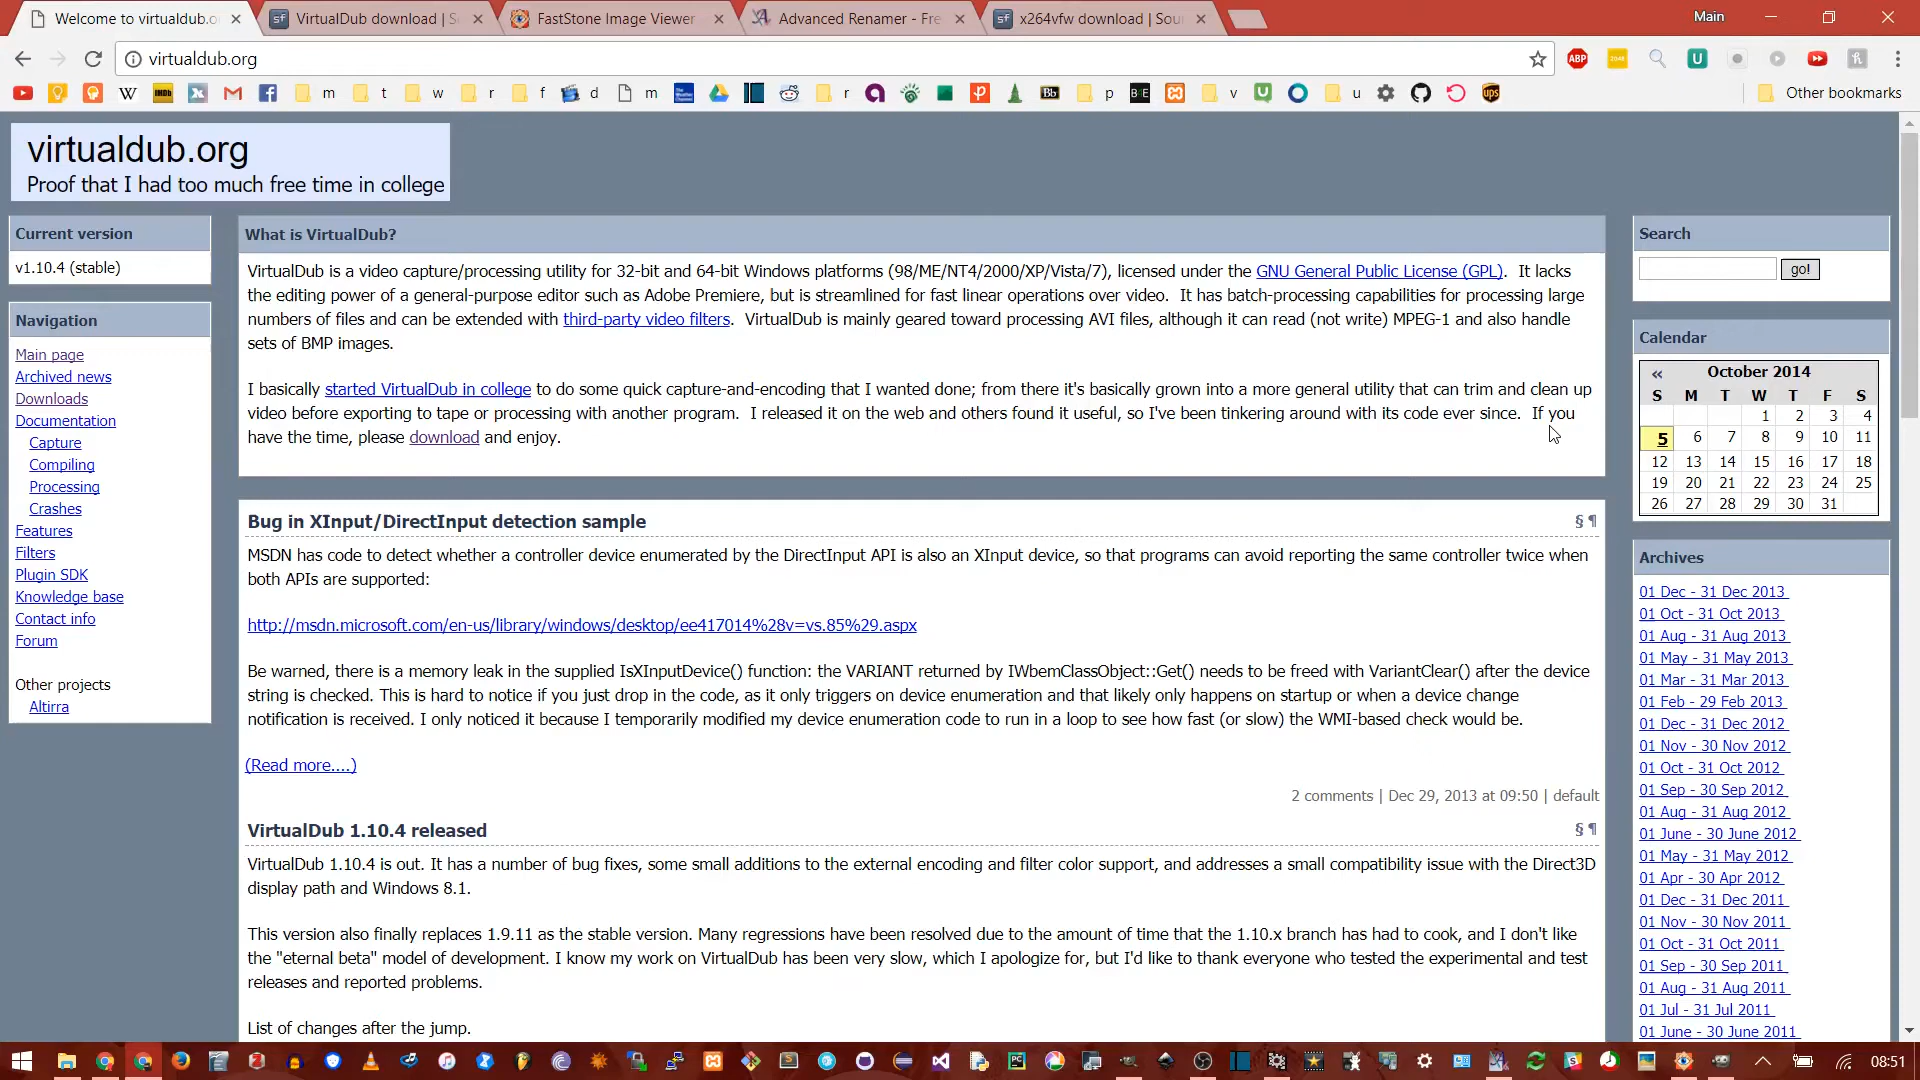 Welcome to virtualdub.o
VirtualDub download | S
FastStone Image Viewer
Advanced Renamer - Fre
x264vfw download | Sou
Main
virtualdub.org
ABP
m
t
w
r
f
d
m
r
Bb
p
B:E
v
u
ups
Other bookmarks
virtualdub.org
Proof that I had too much free time in college
Current version
v1.10.4 (stable)
Navigation
Main page
Archived news
Downloads
Documentation
Capture
Compiling
Processing
Crashes
Features
Filters
Plugin SDK
Knowledge base
Contact info
Forum
Other projects
Altirra
What is VirtualDub?
VirtualDub is a video capture/processing utility for 32-bit and 64-bit Windows platforms (98/ME/NT4/2000/XP/Vista/7), licensed under the GNU General Public License (GPL). It lacks
the editing power of a general-purpose editor such as Adobe Premiere, but is streamlined for fast linear operations over video. It has batch-processing capabilities for processing large
numbers of files and can be extended with third-party video filters. VirtualDub is mainly geared toward processing AVI files, although it can read (not write) MPEG-1 and also handle
sets of BMP images.
I basically started VirtualDub in college to do some quick capture-and-encoding that I wanted done; from there it's basically grown into a more general utility that can trim and clean up
video before exporting to tape or processing with another program. I released it on the web and others found it useful, so I've been tinkering around with its code ever since. If you
have the time, please download and enjoy.
Bug in XInput/DirectInput detection sample
§ ¶
MSDN has code to detect whether a controller device enumerated by the DirectInput API is also an XInput device, so that programs can avoid reporting the same controller twice when
both APIs are supported:
http://msdn.microsoft.com/en-us/library/windows/desktop/ee417014%28v=vs.85%29.aspx
Be warned, there is a memory leak in the supplied IsXInputDevice() function: the VARIANT returned by IWbemClassObject::Get() needs to be freed with VariantClear() after the device
string is checked. This is hard to notice if you just drop in the code, as it only triggers on device enumeration and that likely only happens on startup or when a device change
notification is received. I only noticed it because I temporarily modified my device enumeration code to run in a loop to see how fast (or slow) the WMI-based check would be.
(Read more....)
2 comments | Dec 29, 2013 at 09:50 | default
VirtualDub 1.10.4 released
§ ¶
VirtualDub 1.10.4 is out. It has a number of bug fixes, some small additions to the external encoding and filter color support, and addresses a small compatibility issue with the Direct3D
display path and Windows 8.1.
This version also finally replaces 1.9.11 as the stable version. Many regressions have been resolved due to the amount of time that the 1.10.x branch has had to cook, and I don't like
the "eternal beta" model of development. I know my work on VirtualDub has been very slow, which I apologize for, but I'd like to thank everyone who tested the experimental and test
releases and reported problems.
List of changes after the jump.
Search
go!
Calendar
« October 2014
S M T W T F S
1 2 3 4
5 6 7 8 9 10 11
12 13 14 15 16 17 18
19 20 21 22 23 24 25
26 27 28 29 30 31
Archives
01 Dec - 31 Dec 2013
01 Oct - 31 Oct 2013
01 Aug - 31 Aug 2013
01 May - 31 May 2013
01 Mar - 31 Mar 2013
01 Feb - 29 Feb 2013
01 Dec - 31 Dec 2012
01 Nov - 30 Nov 2012
01 Oct - 31 Oct 2012
01 Sep - 30 Sep 2012
01 Aug - 31 Aug 2012
01 June - 30 June 2012
01 May - 31 May 2012
01 Apr - 30 Apr 2012
01 Dec - 31 Dec 2011
01 Nov - 30 Nov 2011
01 Oct - 31 Oct 2011
01 Sep - 30 Sep 2011
01 Aug - 31 Aug 2011
01 Jul - 31 Jul 2011
01 June - 30 June 2011
08:51